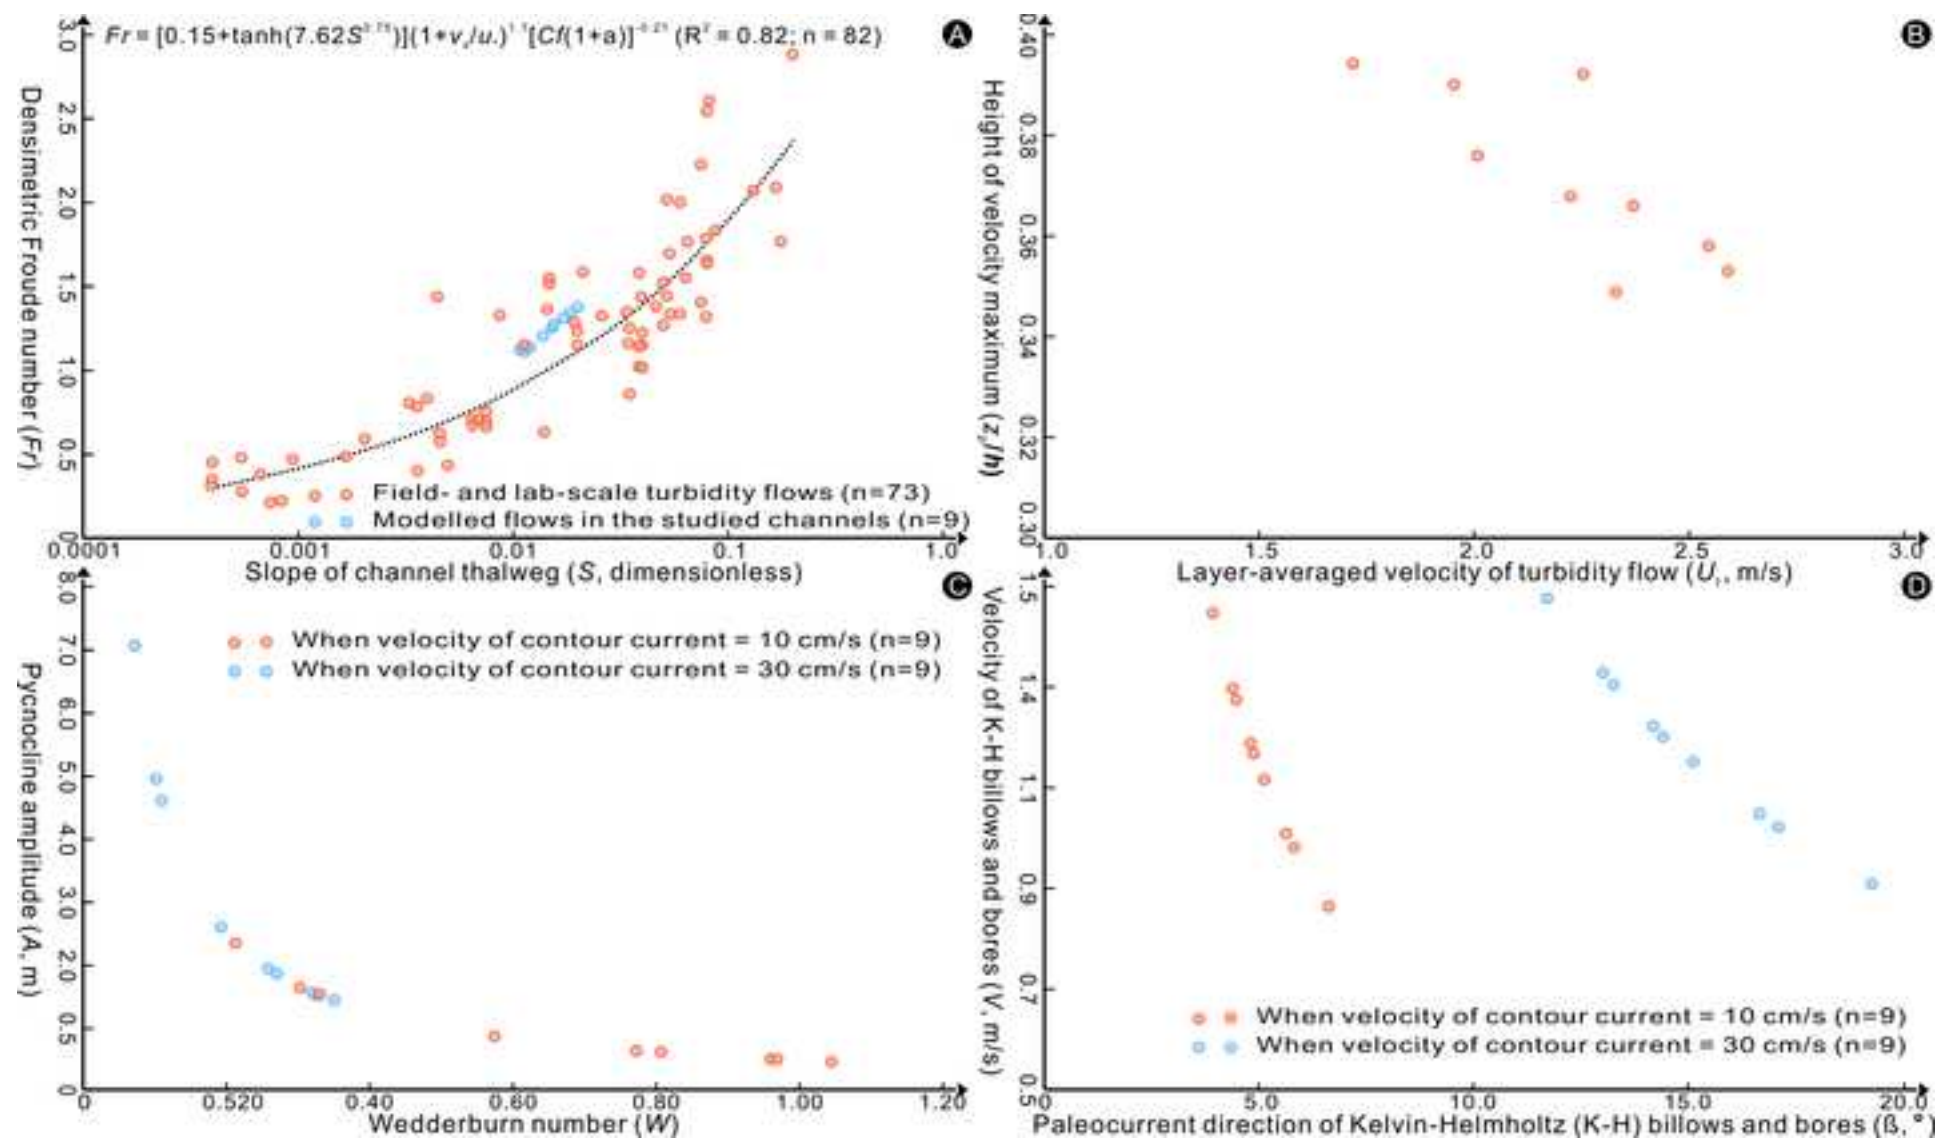 Fr = [0.15+tanh(7.62S^0.75)](1+vs/u*)^1.1[Cf(1+a)]^-0.21 (R² = 0.82; n = 82)
A
3.0
2.5
2.0
1.5
1.0
0.5
0
Densimetric Froude number (Fr)
Field- and lab-scale turbidity flows (n=73)
Modelled flows in the studied channels (n=9)
0.0001 0.001 0.01 0.1 1.0
Slope of channel thalweg (S, dimensionless)
B
0.40
0.38
0.36
0.34
0.32
0.30
Height of velocity maximum (zp/h)
1.0 1.5 2.0 2.5 3.0
Layer-averaged velocity of turbidity flow (U, m/s)
C
8.0
7.0
6.0
5.0
4.0
3.0
2.0
0.5
0
Pycnocline amplitude (A, m)
When velocity of contour current = 10 cm/s (n=9)
When velocity of contour current = 30 cm/s (n=9)
0 0.520 0.40 0.60 0.80 1.00 1.20
Wedderburn number (W)
D
1.5
1.4
1.1
0.9
0.7
0.5
Velocity of K-H billows and bores (V, m/s)
When velocity of contour current = 10 cm/s (n=9)
When velocity of contour current = 30 cm/s (n=9)
0 5.0 10.0 15.0 20.0
Paleocurrent direction of Kelvin-Helmholtz (K-H) billows and bores (ß, °)